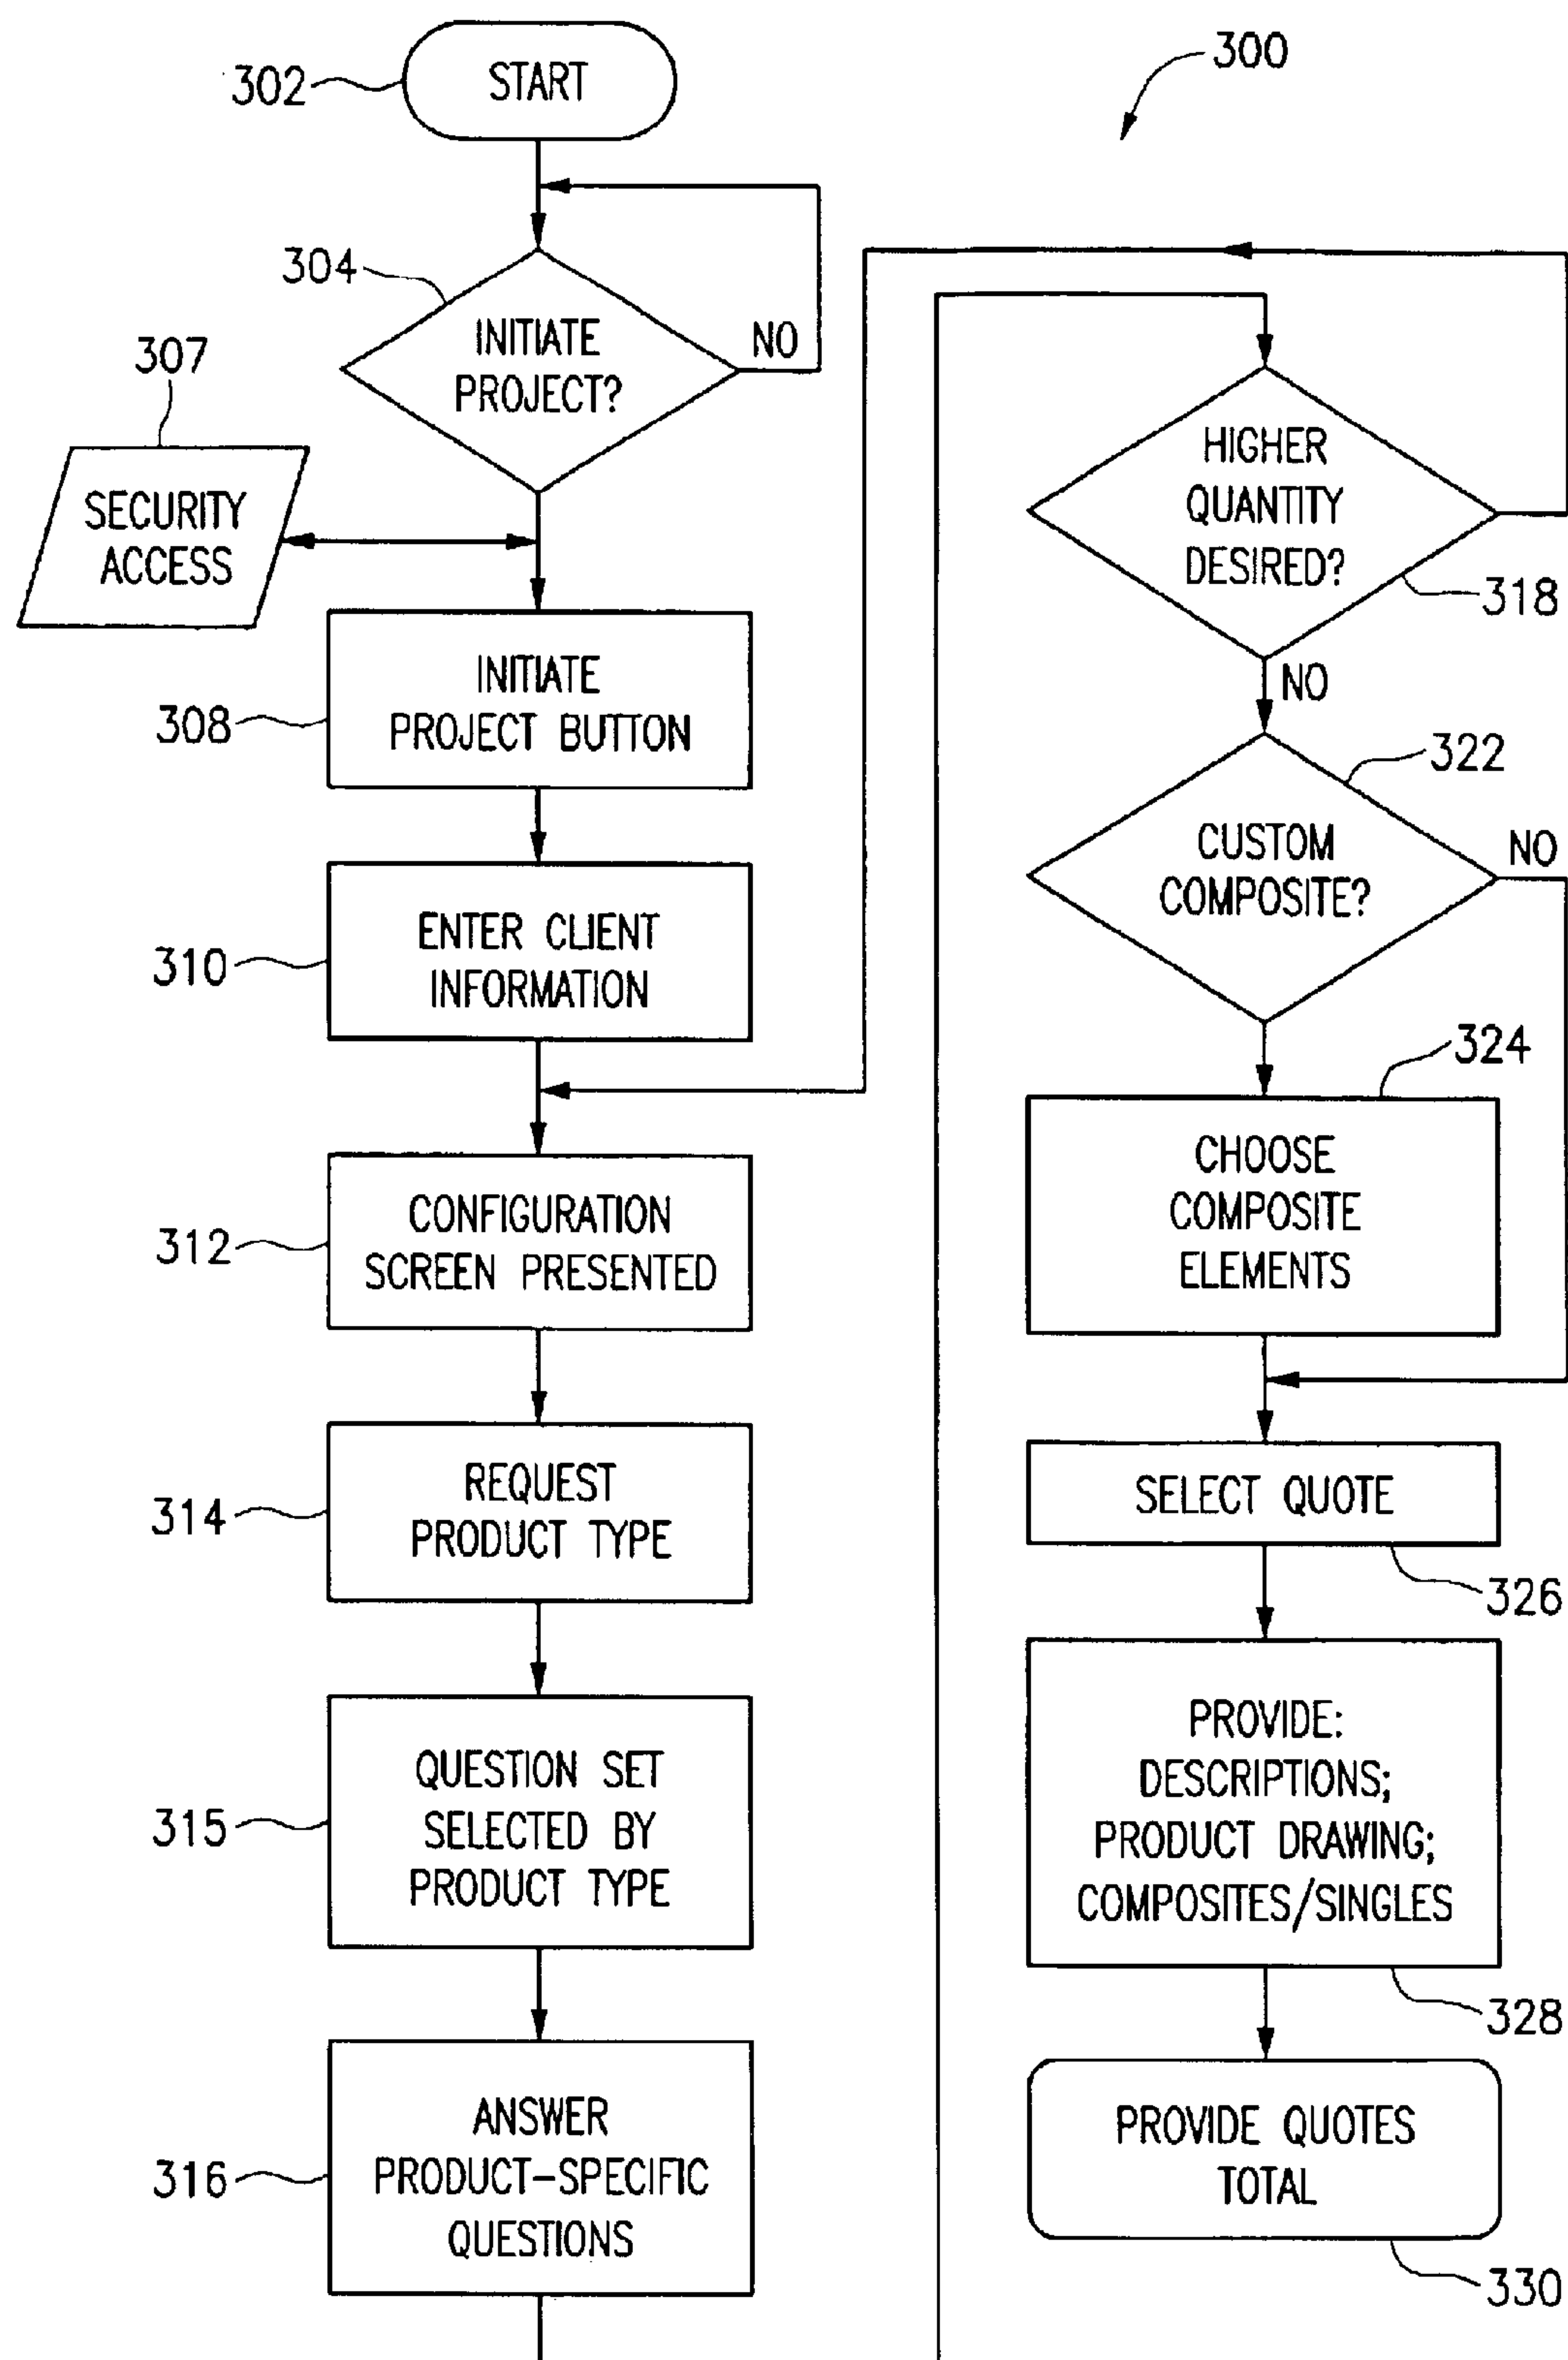 300
302
START
304
INITIATE
PROJECT?
NO
307
SECURITY
ACCESS
308
INITIATE
PROJECT BUTTON
310
ENTER CLIENT
INFORMATION
312
CONFIGURATION
SCREEN PRESENTED
314
REQUEST
PRODUCT TYPE
315
QUESTION SET
SELECTED BY
PRODUCT TYPE
316
ANSWER
PRODUCT-SPECIFIC
QUESTIONS
HIGHER
QUANTITY
DESIRED?
318
NO
322
CUSTOM
COMPOSITE?
NO
324
CHOOSE
COMPOSITE
ELEMENTS
SELECT QUOTE
326
PROVIDE:
DESCRIPTIONS;
PRODUCT DRAWING;
COMPOSITES/SINGLES
328
PROVIDE QUOTES
TOTAL
330